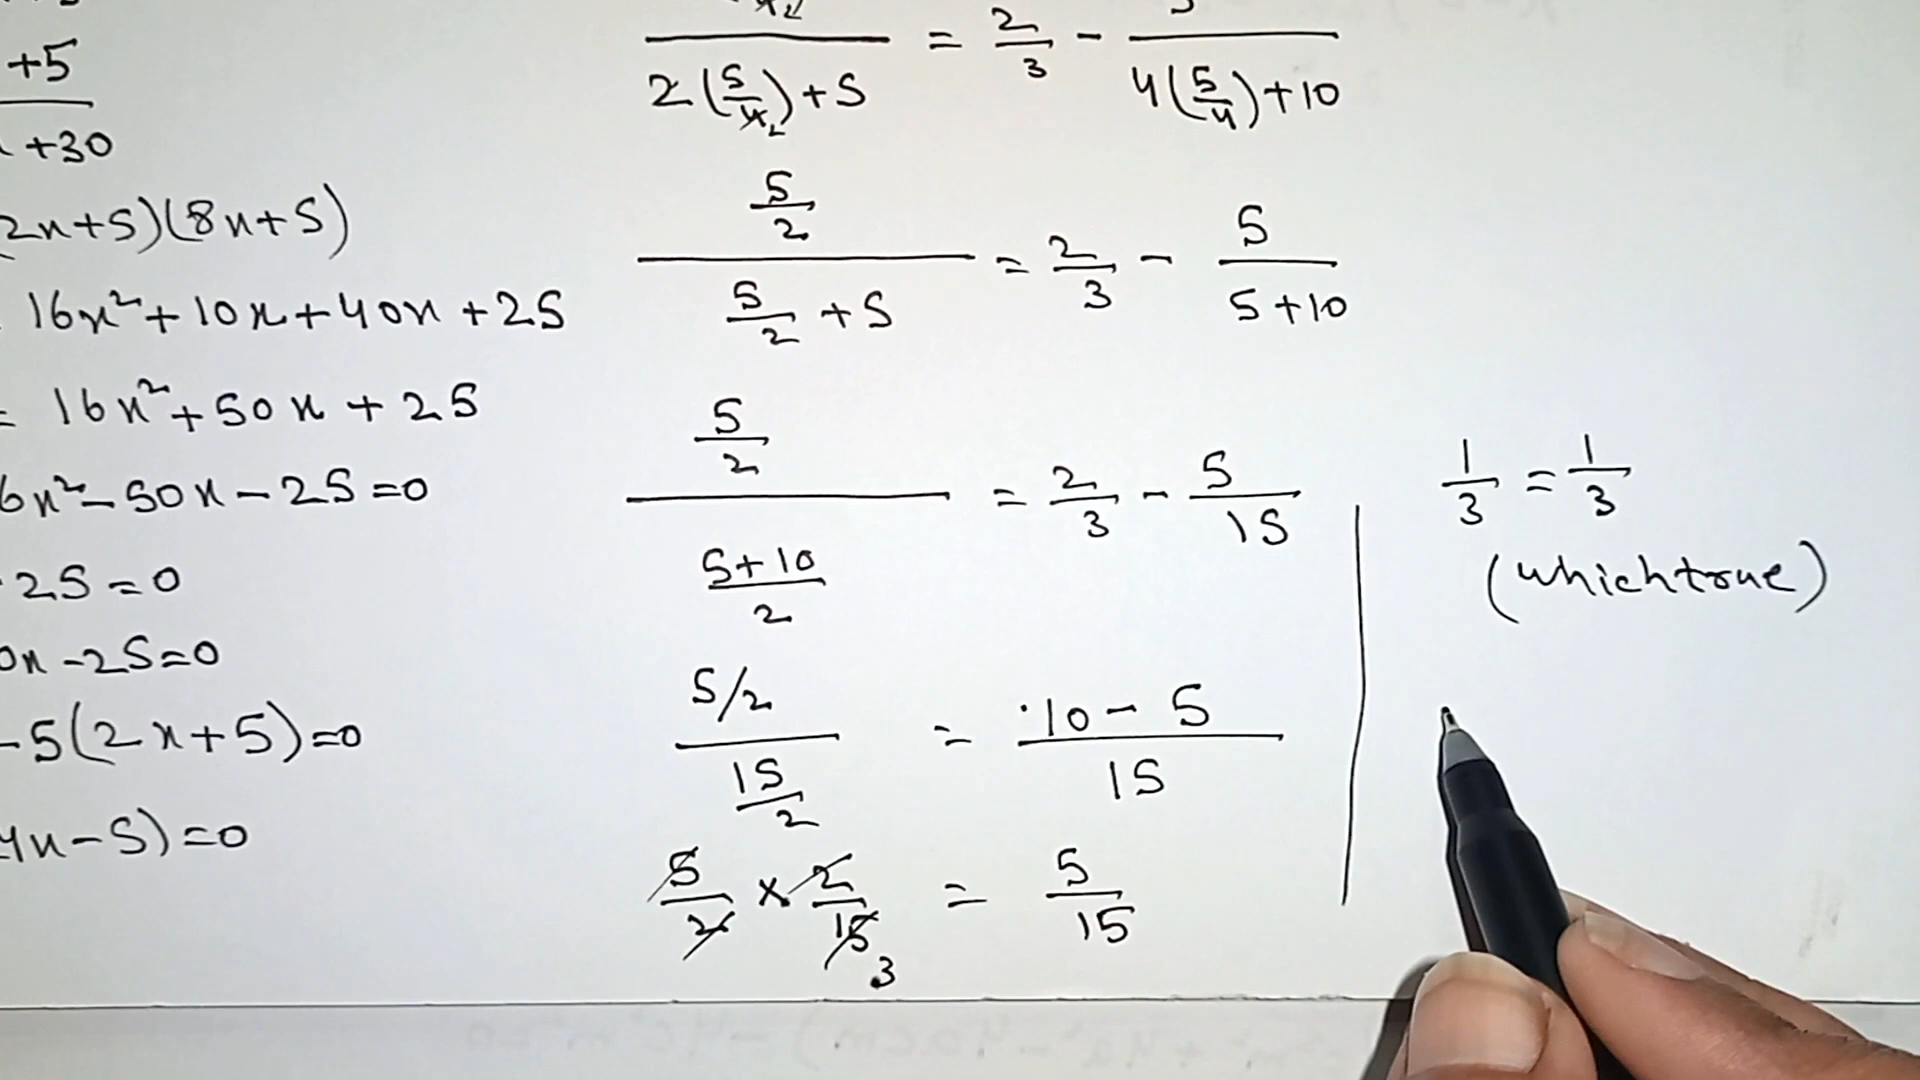 +5
+30
2x+5)(8x+5)
16x²+10x+40x+25
= 16x²+50x+25
6x²-50x-25=0
25=0
0x-25=0
-5(2x+5)=0
4x-5)=0
/2(5/4)+5 = 2/3 - /4(5/4)+10
5/2 / 5/2+5 = 2/3 - 5/5+10
5/2 / 5+10/2 = 2/3 - 5/15
5/2 / 15/2 = 10-5/15
5/2 × 2/15 3 = 5/15
1/3 = 1/3
(which true)